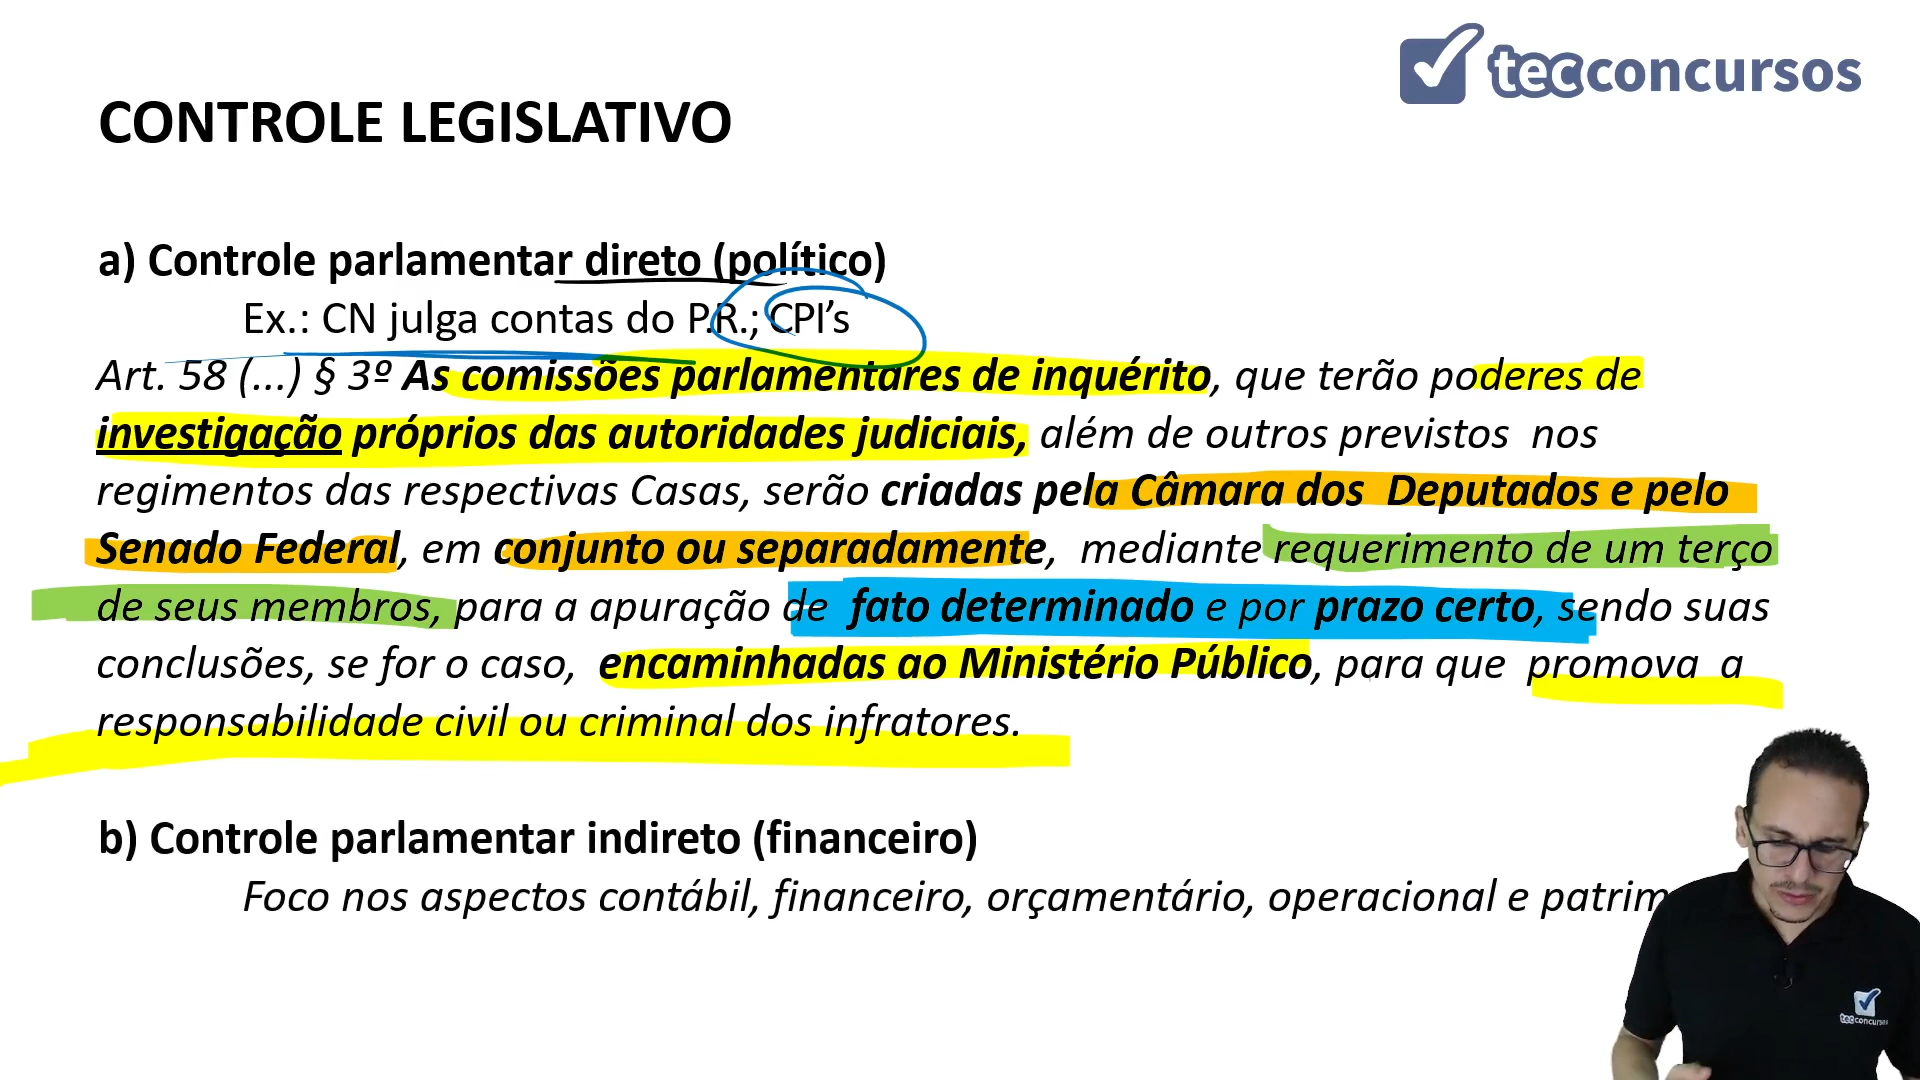 tecconcursos
CONTROLE LEGISLATIVO
a) Controle parlamentar direto (político)
Ex.: CN julga contas do P.R.; CPI’s
Art. 58 (...) § 3º As comissões parlamentares de inquérito, que terão poderes de
investigação próprios das autoridades judiciais, além de outros previstos nos
regimentos das respectivas Casas, serão criadas pela Câmara dos Deputados e pelo
Senado Federal, em conjunto ou separadamente, mediante requerimento de um terço
de seus membros, para a apuração de fato determinado e por prazo certo, sendo suas
conclusões, se for o caso, encaminhadas ao Ministério Público, para que promova a
responsabilidade civil ou criminal dos infratores.
b) Controle parlamentar indireto (financeiro)
Foco nos aspectos contábil, financeiro, orçamentário, operacional e patrim
tecconcursos